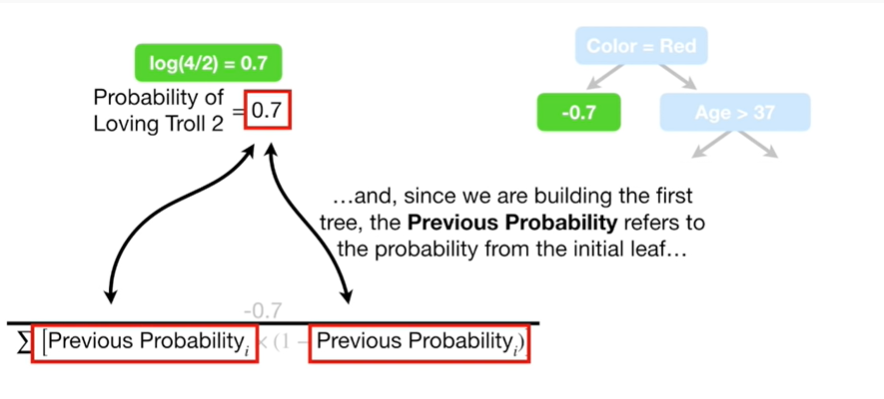 log(4/2) = 0.7
Color = Red
Probability of
Loving Troll 2
= 0.7
-0.7
Age > 37
…and, since we are building the first
tree, the Previous Probability refers to
the probability from the initial leaf…
-0.7
∑ [Previous Probabilityᵢ × (1 − Previous Probabilityᵢ)